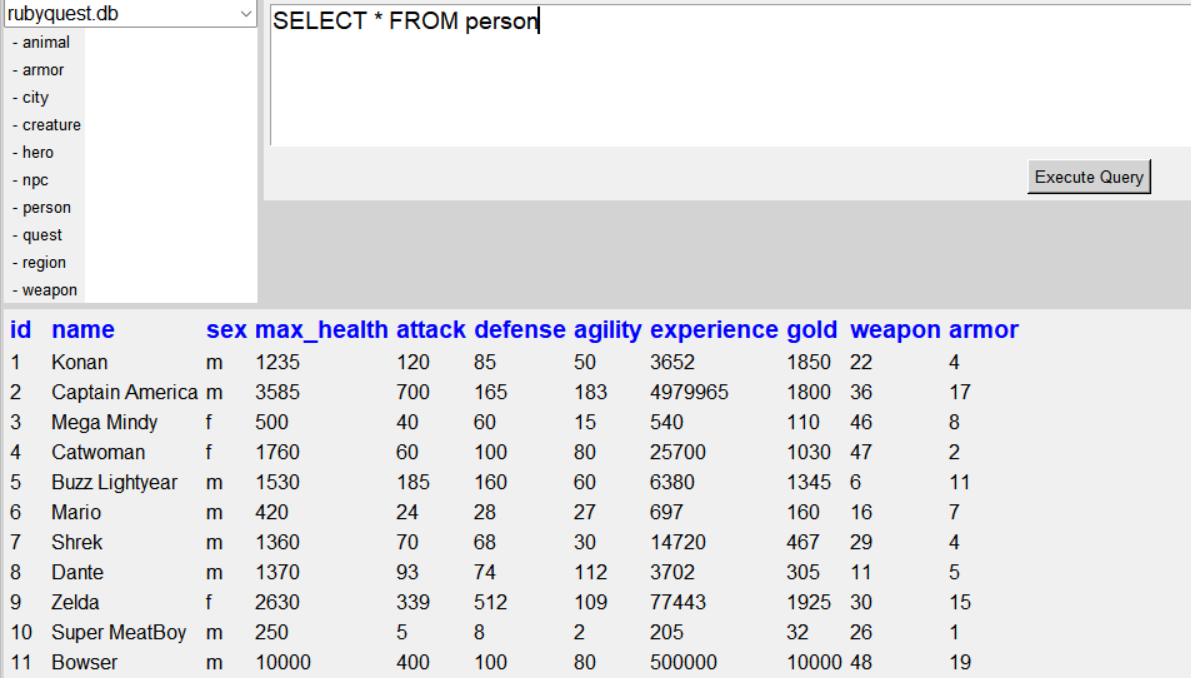 rubyquest.db
- animal
- armor
- city
- creature
- hero
- npc
- person
- quest
- region
- weapon
SELECT * FROM person
Execute Query
id name sex max_health attack defense agility experience gold weapon armor
1 Konan m 1235 120 85 50 3652 1850 22 4
2 Captain America m 3585 700 165 183 4979965 1800 36 17
3 Mega Mindy f 500 40 60 15 540 110 46 8
4 Catwoman f 1760 60 100 80 25700 1030 47 2
5 Buzz Lightyear m 1530 185 160 60 6380 1345 6 11
6 Mario m 420 24 28 27 697 160 16 7
7 Shrek m 1360 70 68 30 14720 467 29 4
8 Dante m 1370 93 74 112 3702 305 11 5
9 Zelda f 2630 339 512 109 77443 1925 30 15
10 Super MeatBoy m 250 5 8 2 205 32 26 1
11 Bowser m 10000 400 100 80 500000 10000 48 19